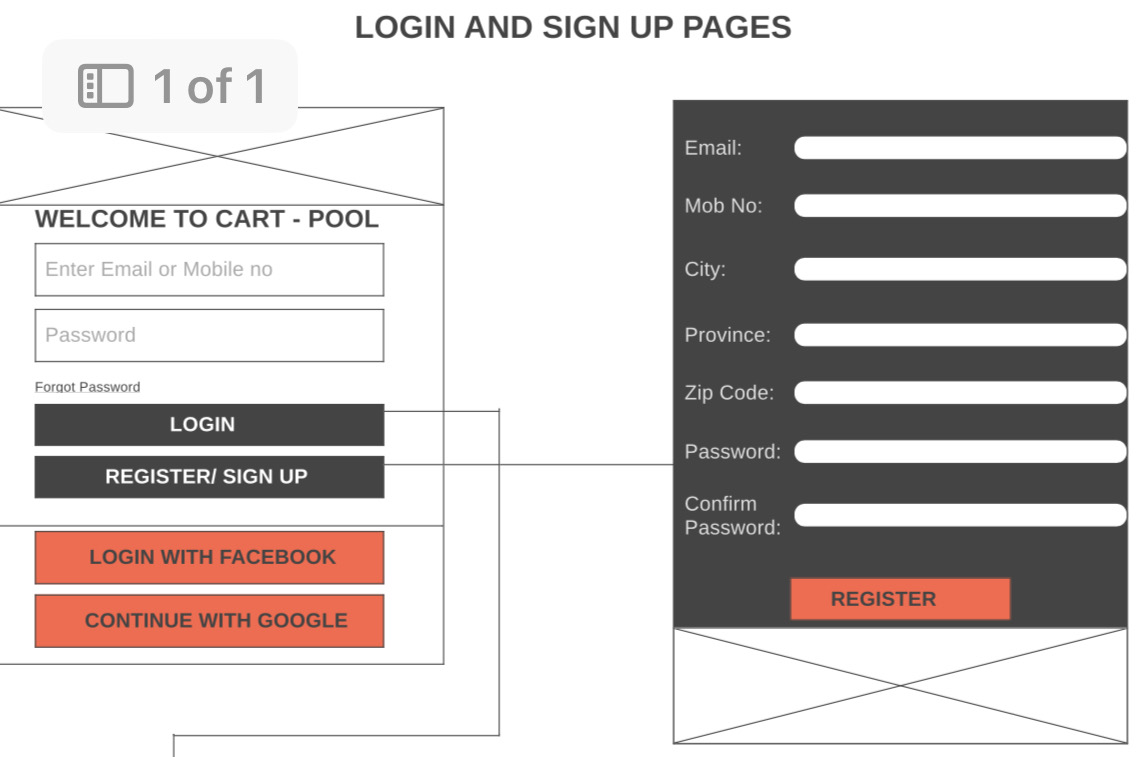 LOGIN AND SIGN UP PAGES
1 of 1
WELCOME TO CART - POOL
Enter Email or Mobile no
Password
Forgot Password
LOGIN
REGISTER/ SIGN UP
LOGIN WITH FACEBOOK
CONTINUE WITH GOOGLE
Email:
Mob No:
City:
Province:
Zip Code:
Password:
Confirm
Password:
REGISTER